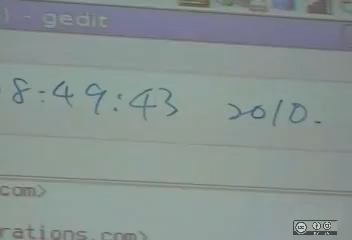 ) - gedit
8:49:43 2010.
com>
rations.com>